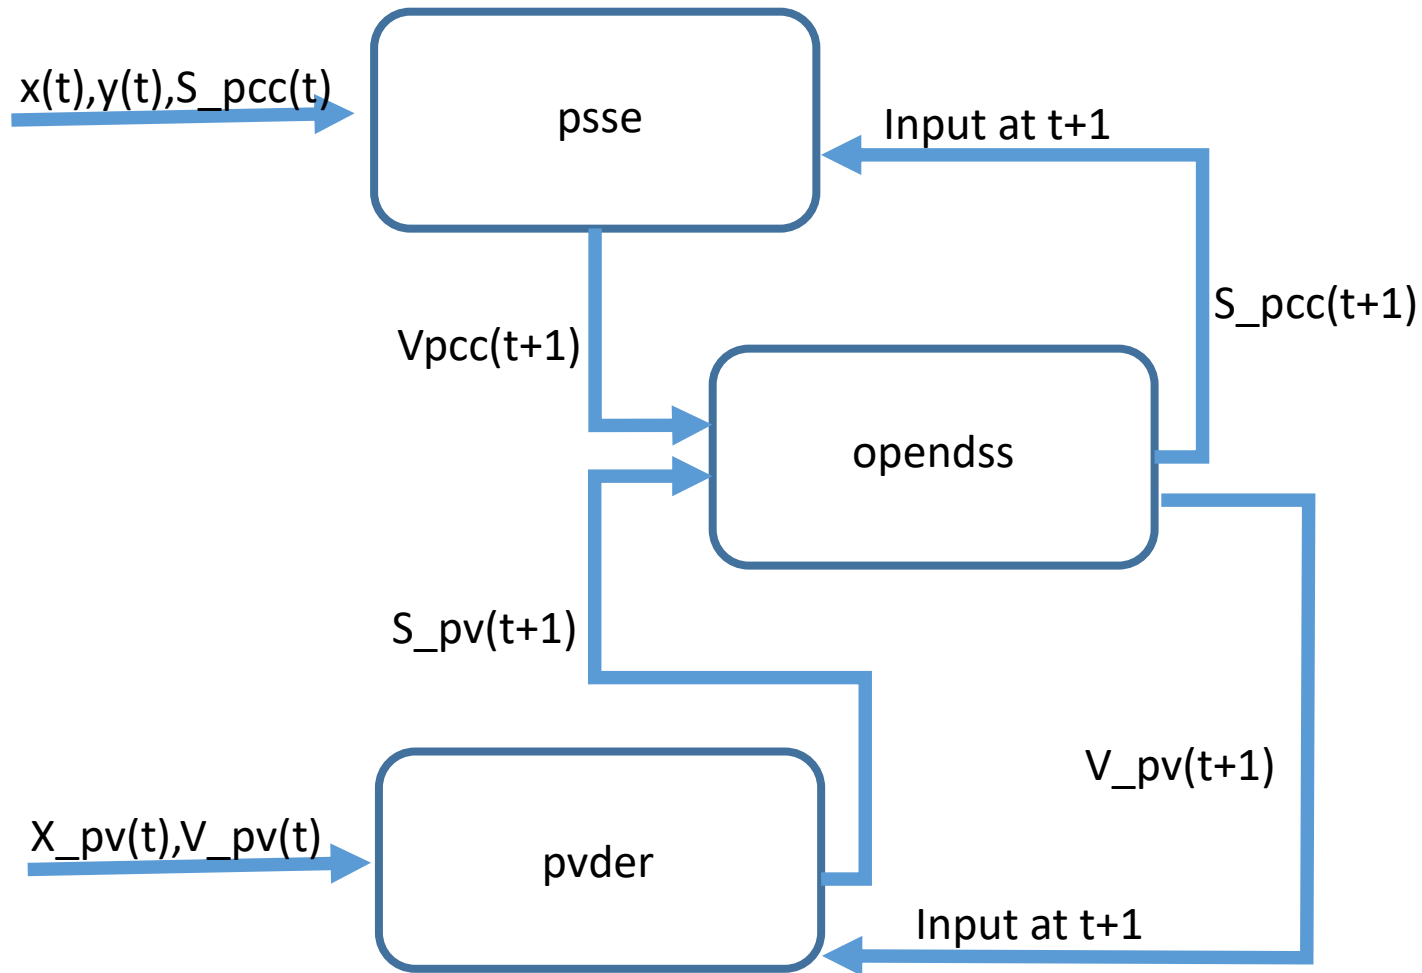 x(t),y(t),S_pcc(t)
psse
Input at t+1
S_pcc(t+1)
Vpcc(t+1)
opendss
S_pv(t+1)
V_pv(t+1)
X_pv(t),V_pv(t)
pvder
Input at t+1